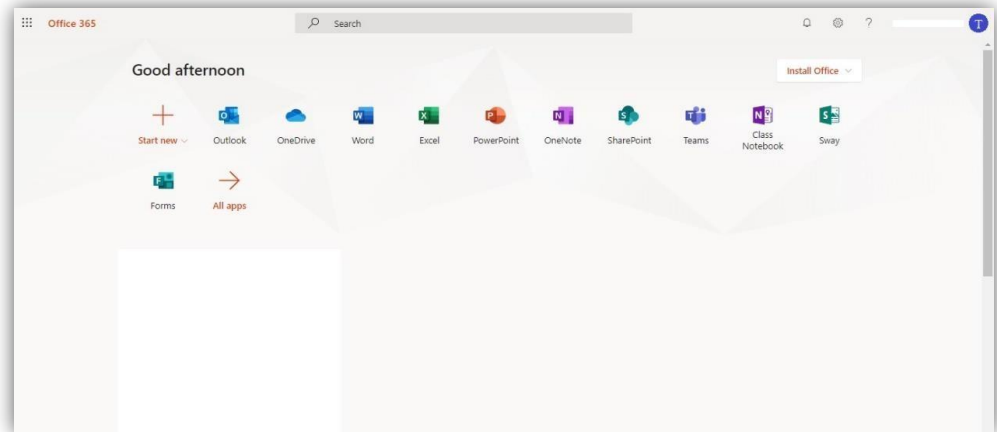 Office 365
Search
?
T
Good afternoon
Install Office
Start new
Outlook
OneDrive
Word
Excel
PowerPoint
OneNote
SharePoint
Teams
Class
Notebook
Sway
Forms
All apps